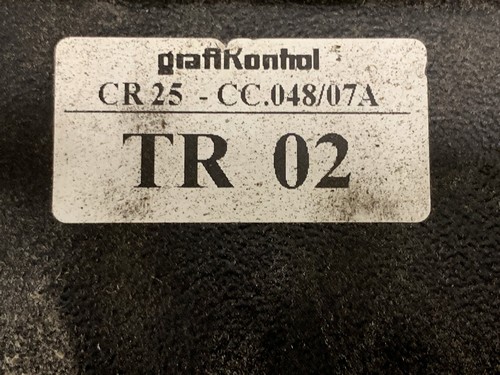 grafiKontrol
CR 25 - CC.048/07A
TR 02